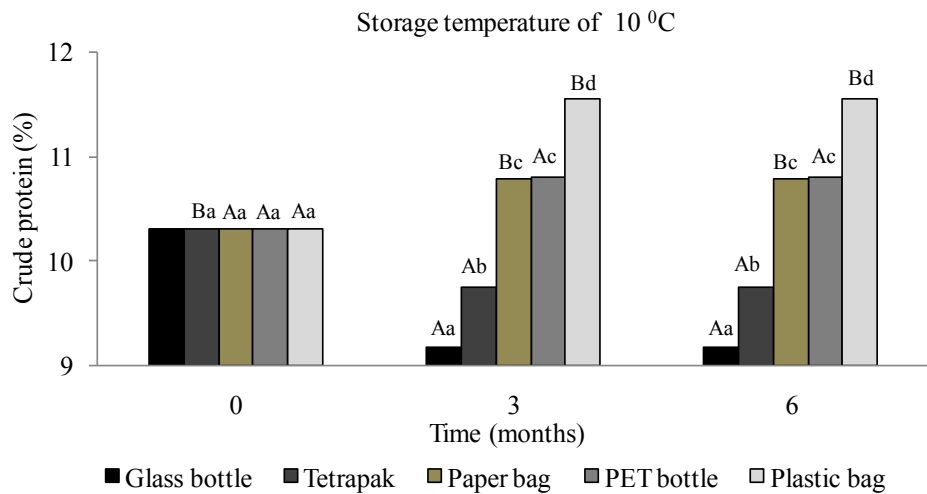 Storage temperature of 10 ⁰C
Crude protein (%)
12
11
10
9
Ba Aa Aa Aa
Aa Ab Bc Ac Bd
Aa Ab Bc Ac Bd
0 3 6
Time (months)
Glass bottle Tetrapak Paper bag PET bottle Plastic bag